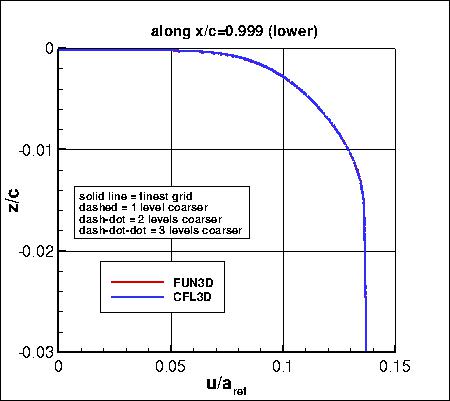 along x/c=0.999 (lower)
0
-0.01
-0.02
-0.03
z/c
solid line = finest grid
dashed = 1 level coarser
dash-dot = 2 levels coarser
dash-dot-dot = 3 levels coarser
FUN3D
CFL3D
0 0.05 0.1 0.15
u/a_ref